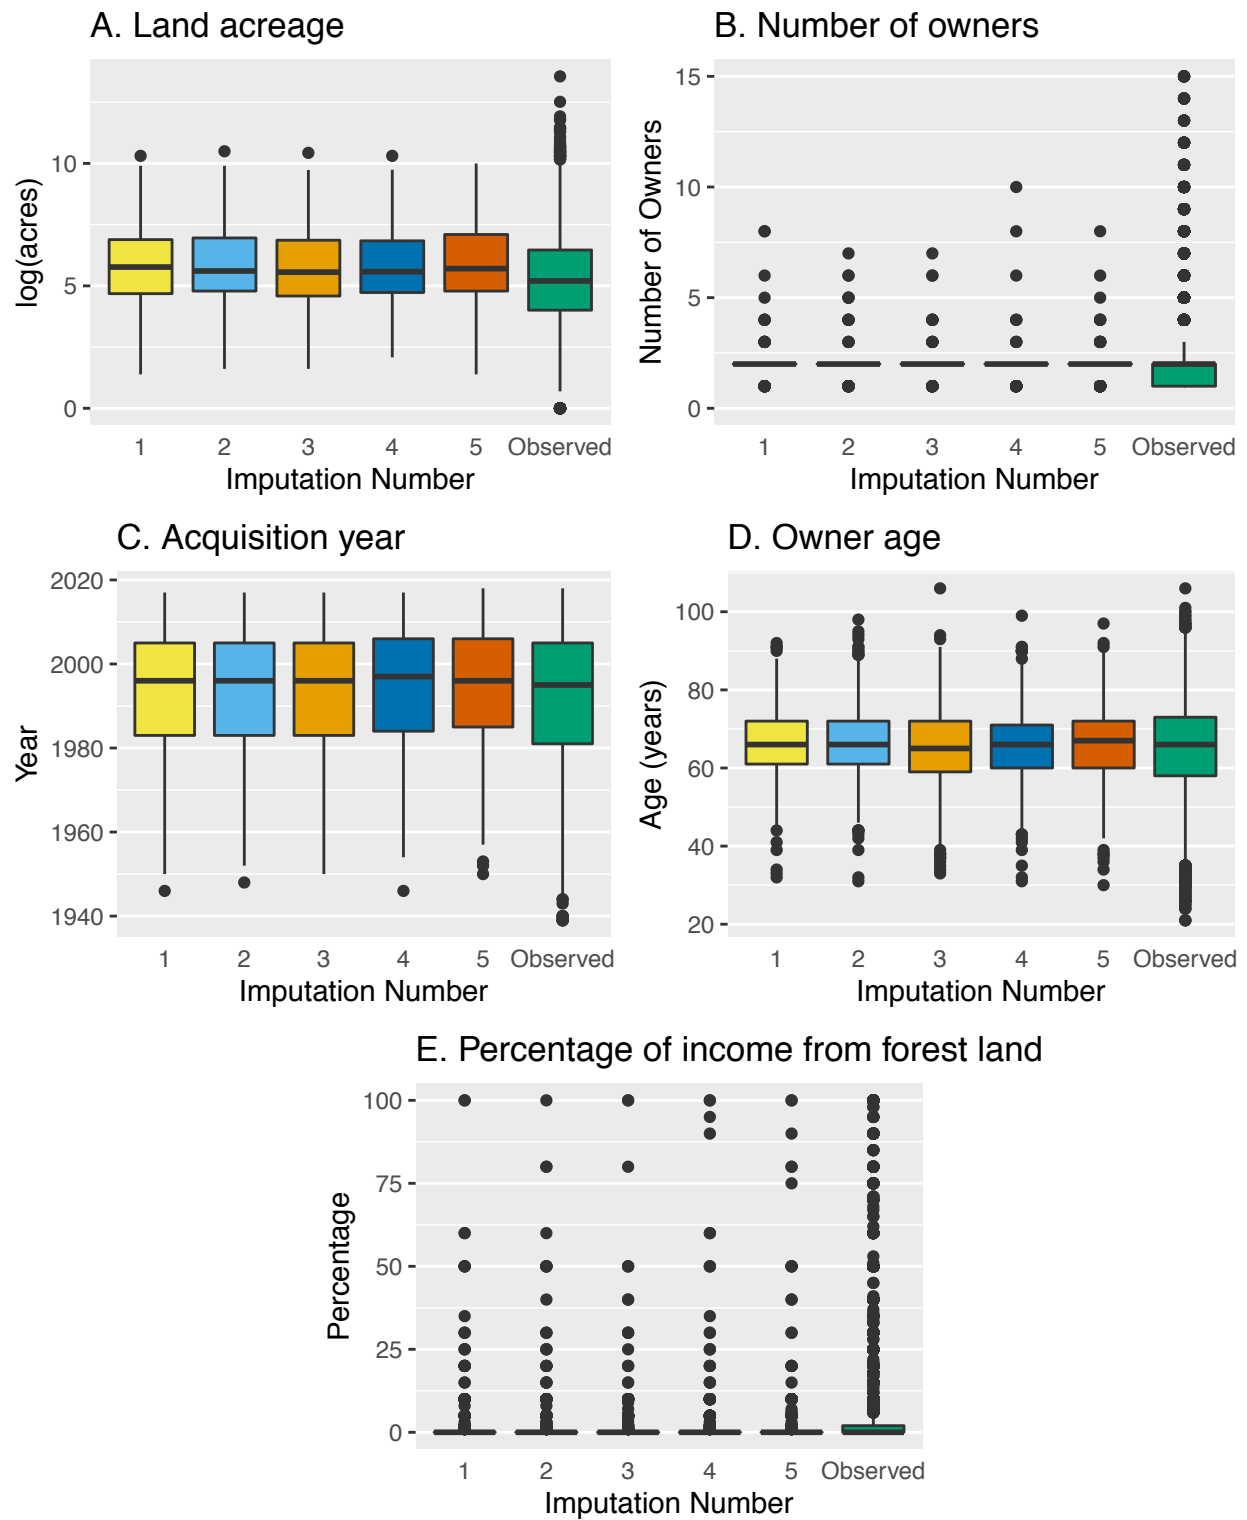 A. Land acreage
B. Number of owners
log(acres)
10
5
0
1 2 3 4 5 Observed
Imputation Number
Number of Owners
15
10
5
0
1 2 3 4 5 Observed
Imputation Number
C. Acquisition year
D. Owner age
Year
2020
2000
1980
1960
1940
1 2 3 4 5 Observed
Imputation Number
Age (years)
100
80
60
40
20
1 2 3 4 5 Observed
Imputation Number
E. Percentage of income from forest land
Percentage
100
75
50
25
0
1 2 3 4 5 Observed
Imputation Number